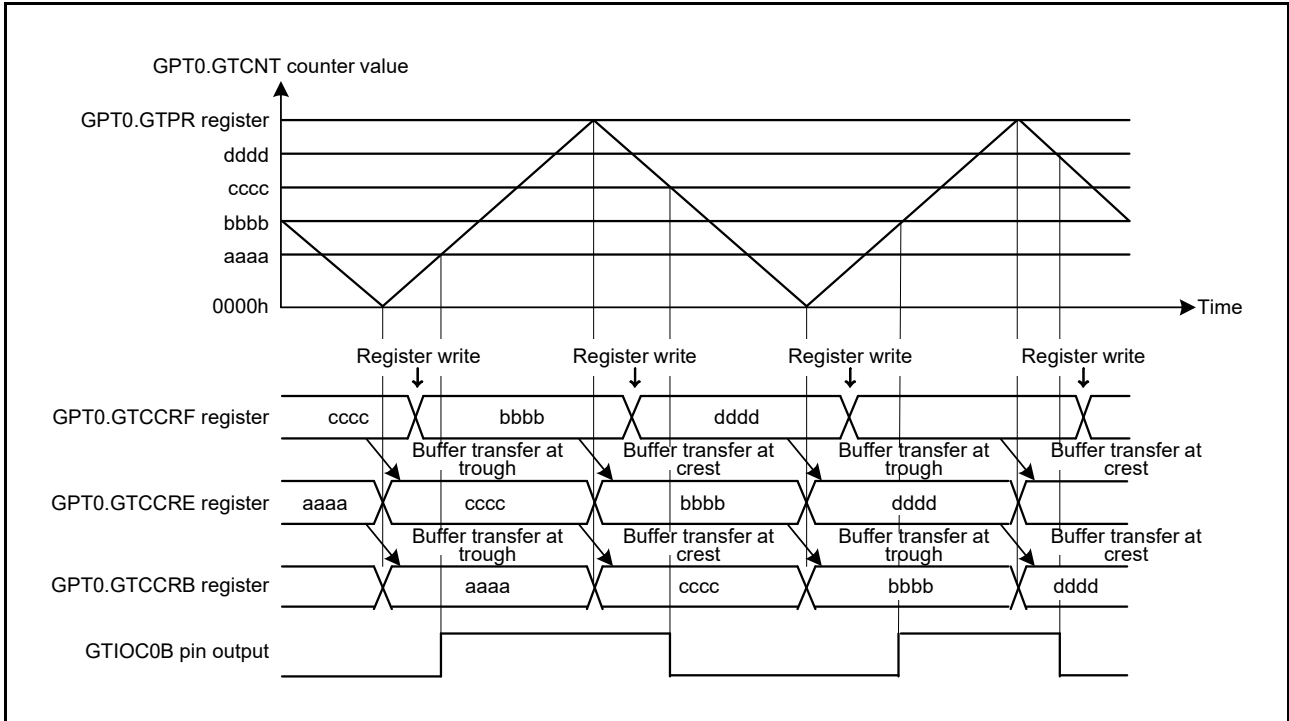 GPT0.GTCNT counter value
GPT0.GTPR register
dddd
cccc
bbbb
aaaa
0000h
Time
Register write Register write Register write Register write
GPT0.GTCCRF register cccc bbbb dddd
Buffer transfer at trough Buffer transfer at crest Buffer transfer at trough Buffer transfer at crest
GPT0.GTCCRE register aaaa cccc bbbb dddd
Buffer transfer at trough Buffer transfer at crest Buffer transfer at trough Buffer transfer at crest
GPT0.GTCCRB register aaaa cccc bbbb dddd
GTIOC0B pin output